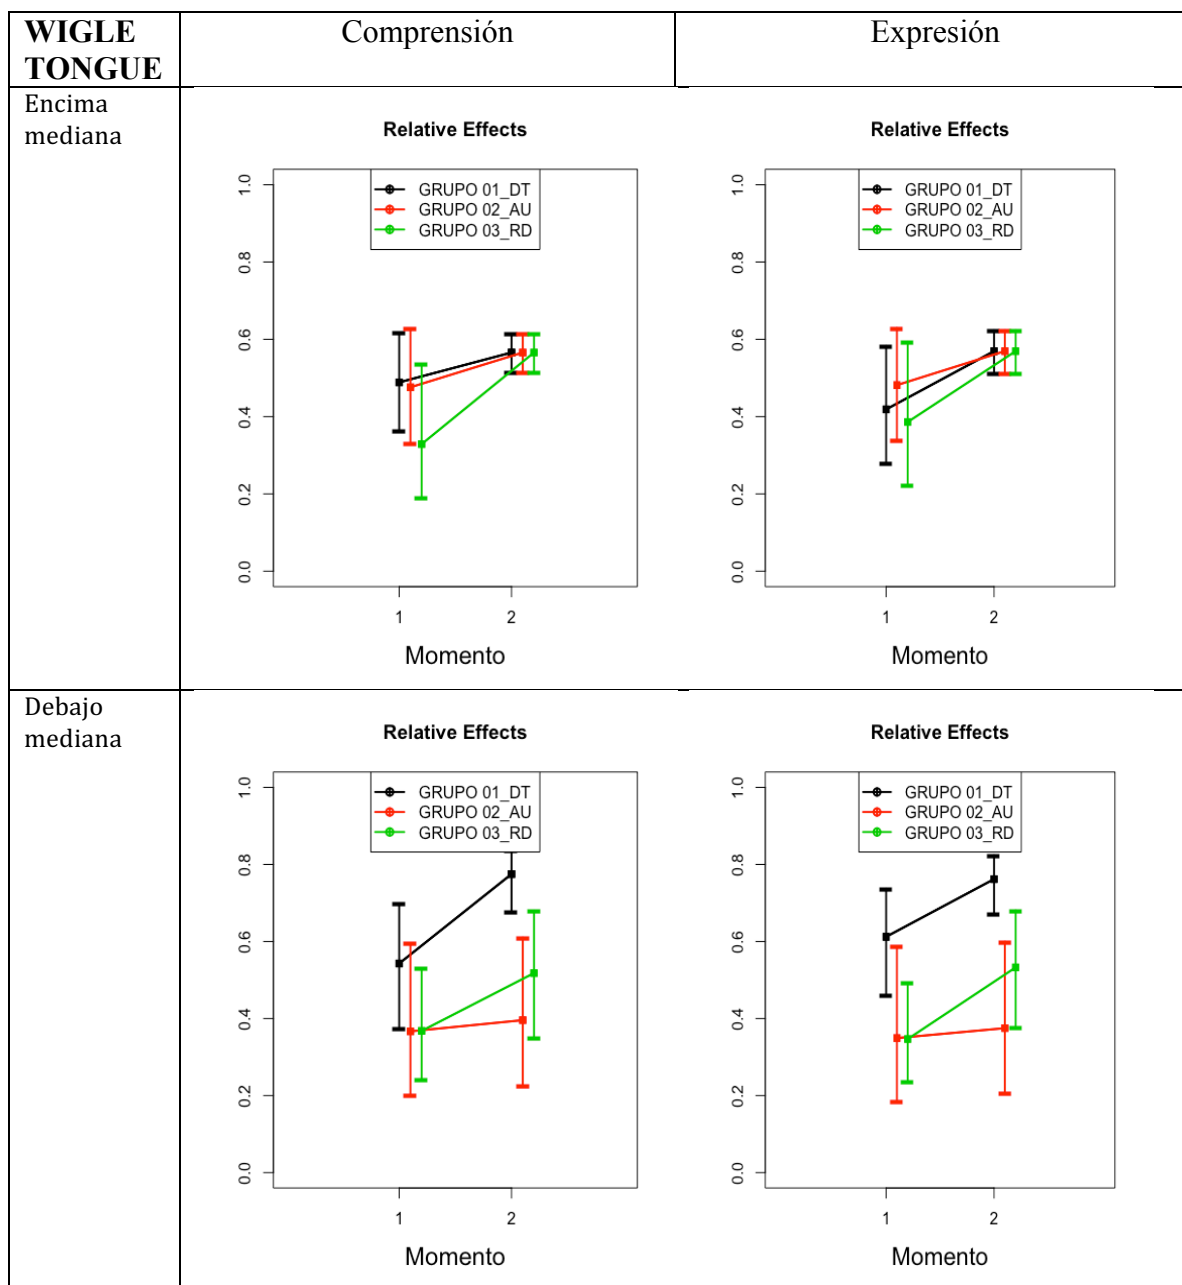 WIGLE
TONGUE
Comprensión
Expresión
Encima
mediana
Relative Effects
GRUPO 01_DT
GRUPO 02_AU
GRUPO 03_RD
1.0
0.8
0.6
0.4
0.2
0.0
1 2
Momento
Relative Effects
GRUPO 01_DT
GRUPO 02_AU
GRUPO 03_RD
1.0
0.8
0.6
0.4
0.2
0.0
1 2
Momento
Debajo
mediana
Relative Effects
GRUPO 01_DT
GRUPO 02_AU
GRUPO 03_RD
1.0
0.8
0.6
0.4
0.2
0.0
1 2
Momento
Relative Effects
GRUPO 01_DT
GRUPO 02_AU
GRUPO 03_RD
1.0
0.8
0.6
0.4
0.2
0.0
1 2
Momento